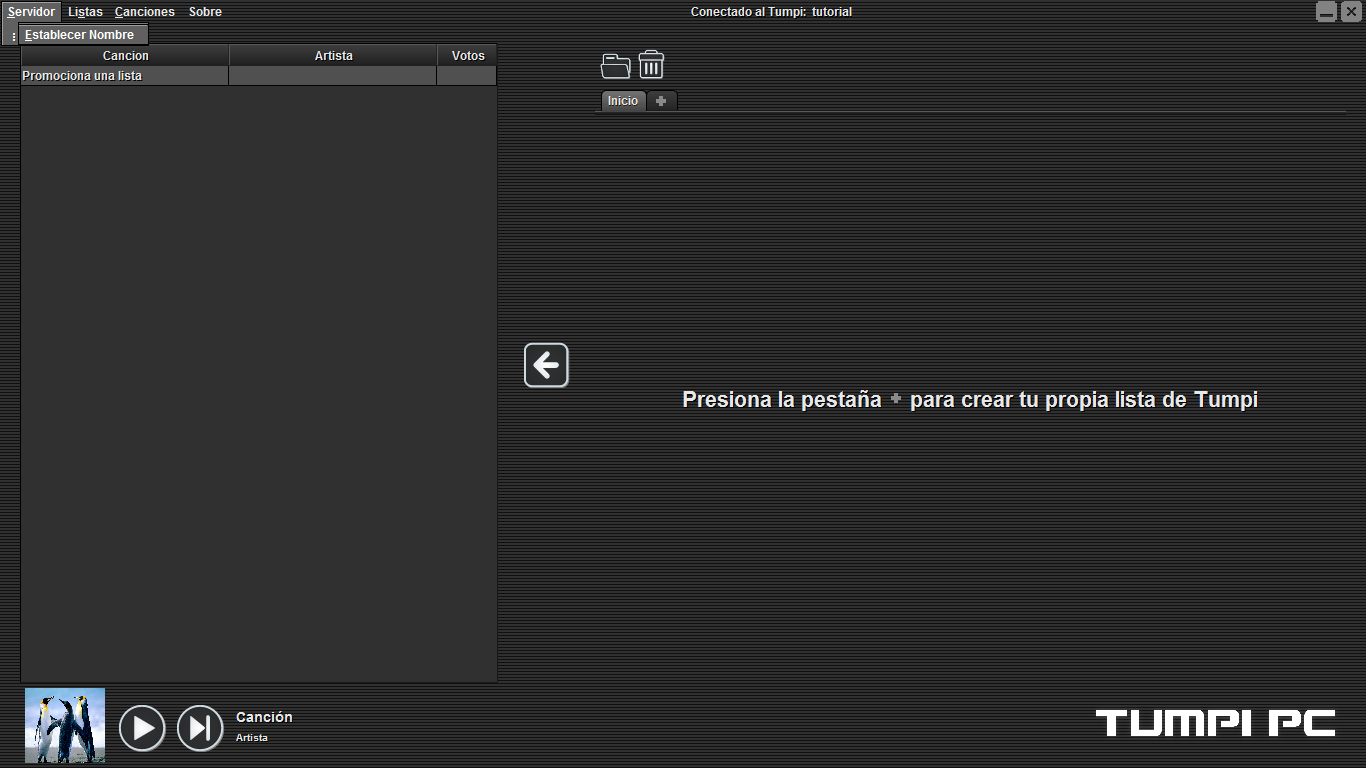 Servidor Listas Canciones Sobre Conectado al Tumpi: tutorial
Establecer Nombre
Cancion Artista Votos
Promociona una lista
Inicio
Presiona la pestaña + para crear tu propia lista de Tumpi
Canción
Artista
TUMPI PC